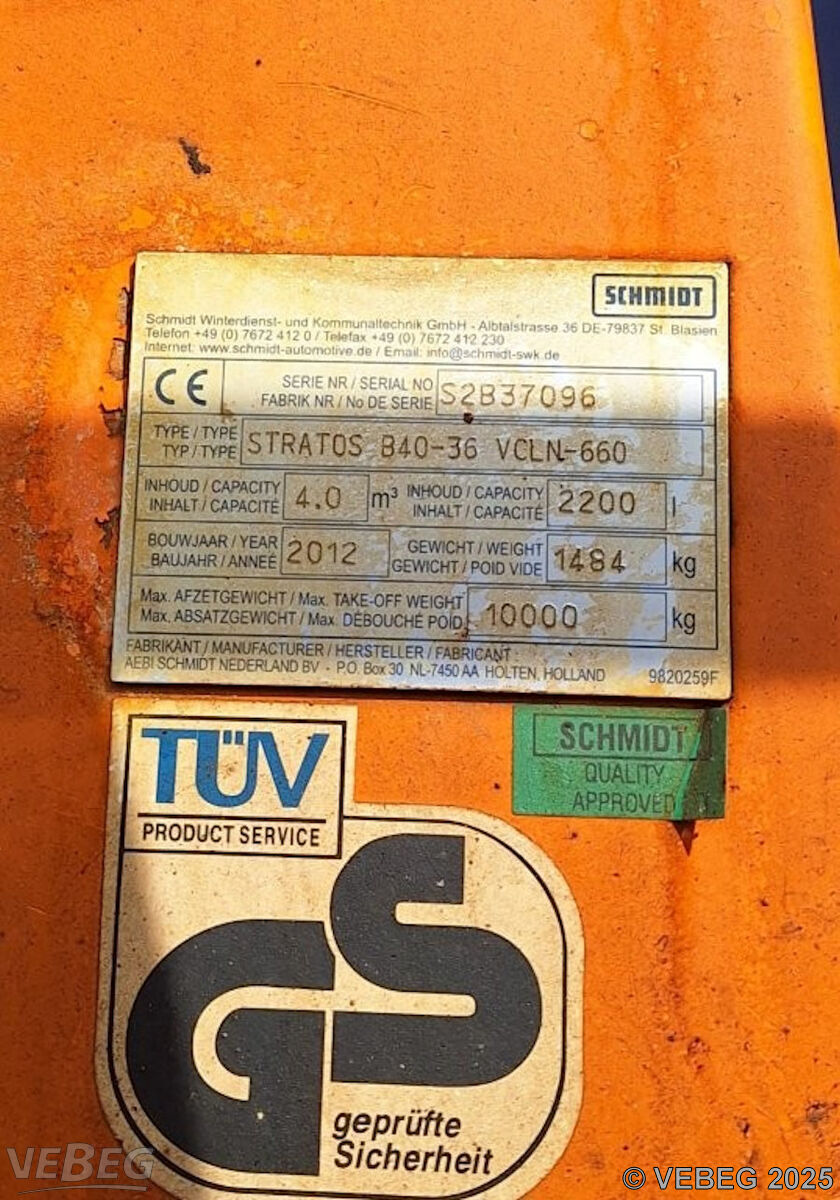 SCHMIDT
Schmidt Winterdienst- und Kommunaltechnik GmbH - Albtalstrasse 36 DE-79837 St. Blasien
Telefon +49 (0) 7672 412 0 / Telefax +49 (0) 7672 412 230
Internet: www.schmidt-automotive.de / Email: info@schmidt-swk.de
CE SERIE NR / SERIAL NO
FABRIK NR / No DE SERIE S2B37096
TYPE / TYPE
TYP / TYPE STRATOS B40-36 VCLN-660
INHOUD / CAPACITY
INHALT / CAPACITÉ 4.0 m³ INHOUD / CAPACITY
INHALT / CAPACITÉ 2200 l
BOUWJAAR / YEAR
BAUJAHR / ANNEÉ 2012 GEWICHT / WEIGHT
GEWICHT / POID VIDE 1484 kg
Max. AFZETGEWICHT / Max. TAKE-OFF WEIGHT
Max. ABSATZGEWICHT / Max. DÉBOUCHÉ POID. 10000 kg
FABRIKANT / MANUFACTURER / HERSTELLER / FABRICANT
AEBI SCHMIDT NEDERLAND BV - P.O. Box 30 NL-7450 AA HOLTEN, HOLLAND 9820259F
TÜV
PRODUCT SERVICE
SCHMIDT
QUALITY
APPROVED
GS
geprüfte
Sicherheit
VEBEG
© VEBEG 2025